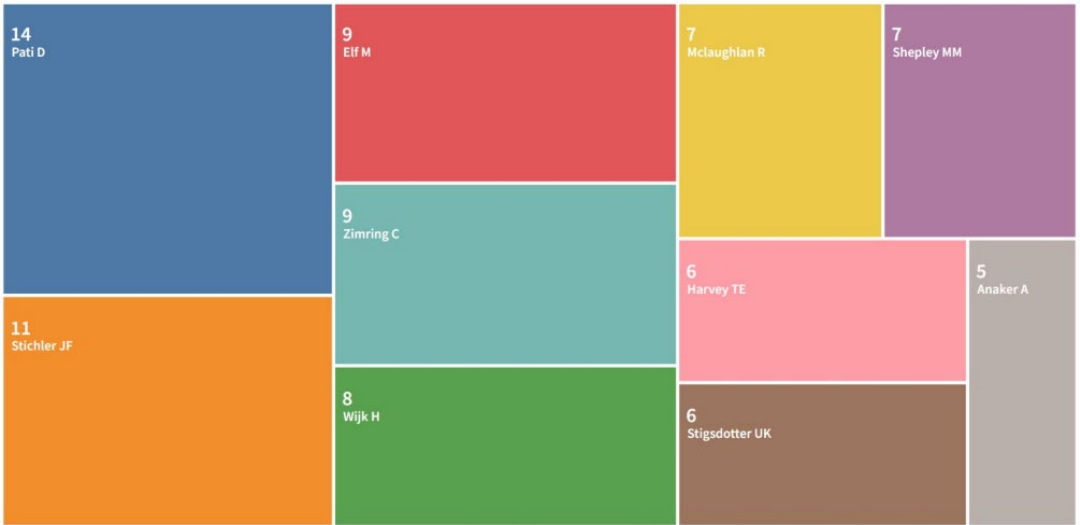 14
Pati D
11
Stichler JF
9
Elf M
9
Zimring C
8
Wijk H
7
Mclaughlan R
7
Shepley MM
6
Harvey TE
6
Stigsdotter UK
5
Anaker A